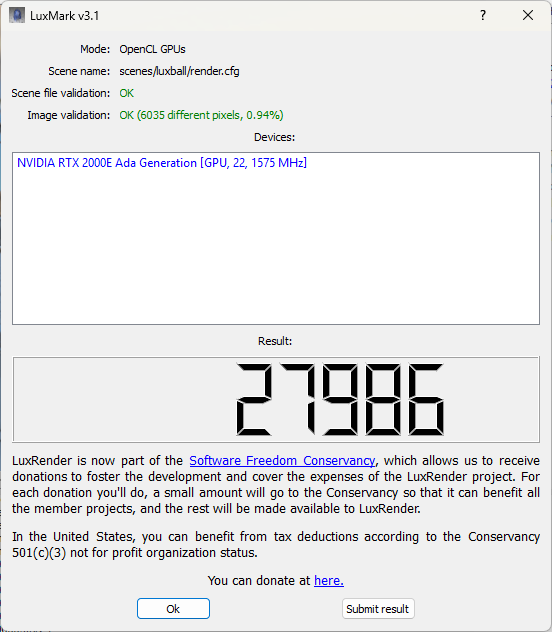 LuxMark v3.1
?
Mode: OpenCL GPUs
Scene name: scenes/luxball/render.cfg
Scene file validation: OK
Image validation: OK (6035 different pixels, 0.94%)
Devices:
NVIDIA RTX 2000E Ada Generation [GPU, 22, 1575 MHz]
Result:
27986
LuxRender is now part of the Software Freedom Conservancy, which allows us to receive
donations to foster the development and cover the expenses of the LuxRender project. For
each donation you'll do, a small amount will go to the Conservancy so that it can benefit all
the member projects, and the rest will be made available to LuxRender.
In the United States, you can benefit from tax deductions according to the Conservancy
501(c)(3) not for profit organization status.
You can donate at here.
Ok
Submit result